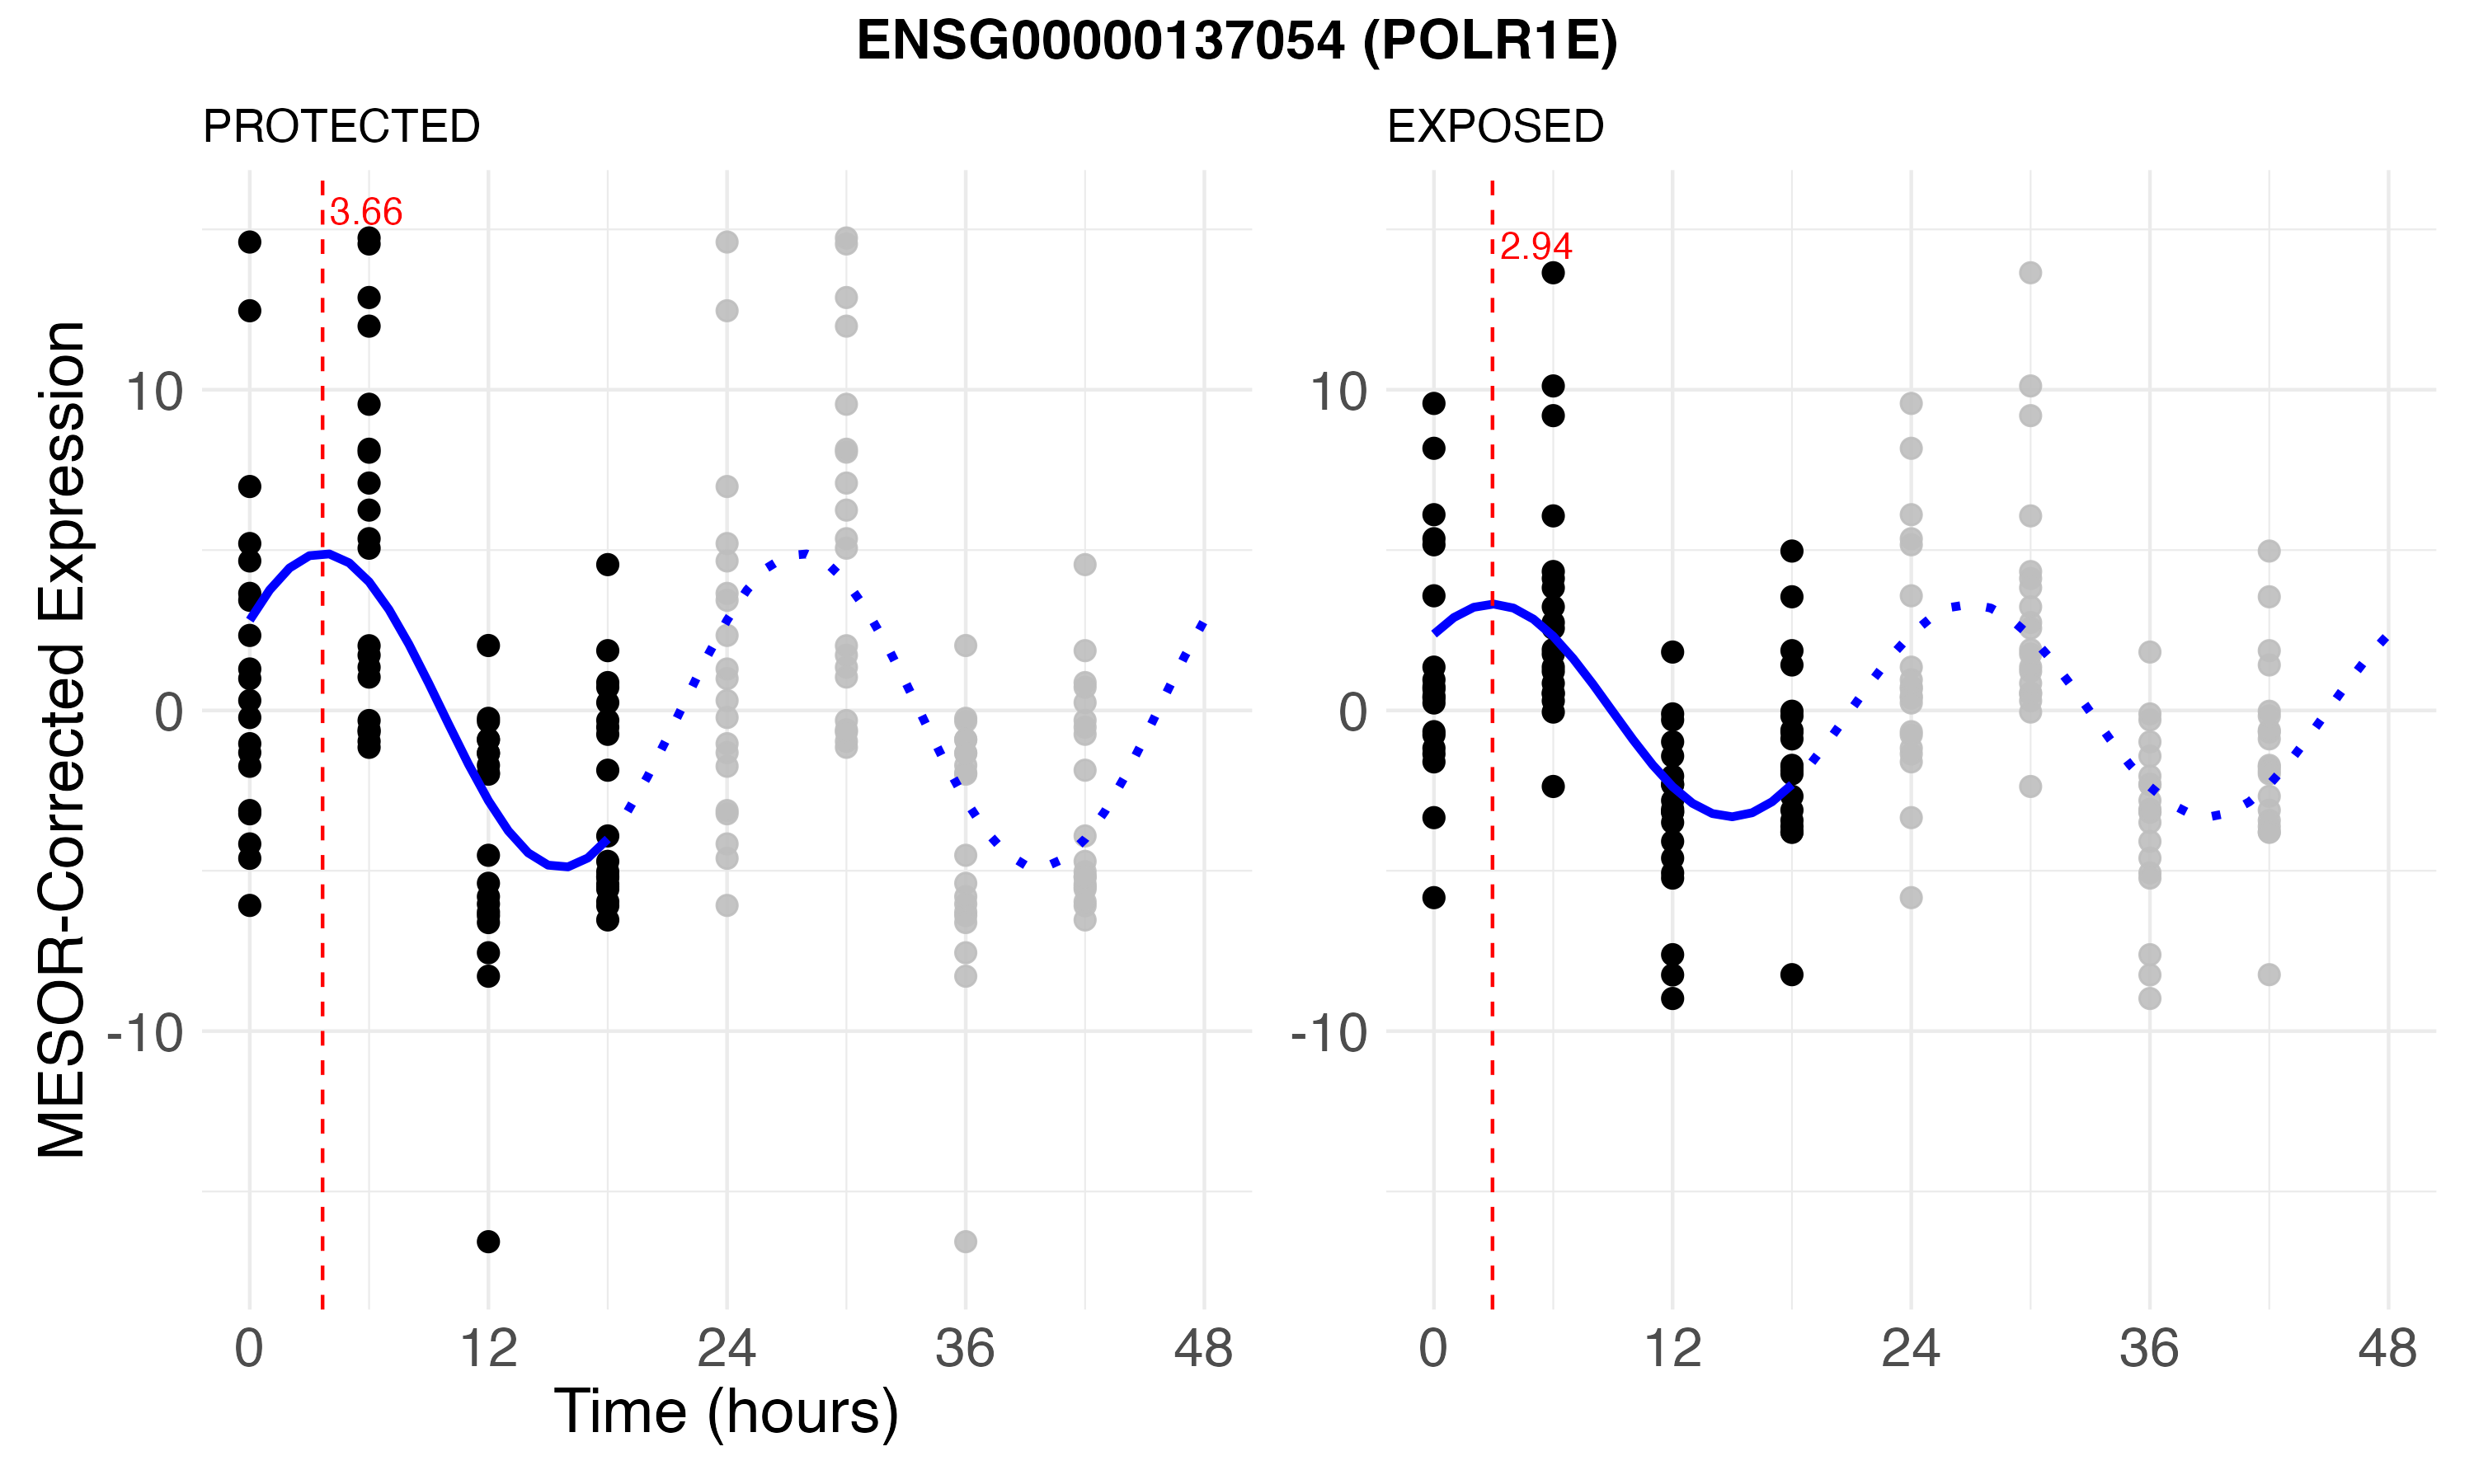 ENSG00000137054 (POLR1E)
PROTECTED
EXPOSED
MESOR-Corrected Expression
3.66
2.94
10
0
-10
10
0
-10
0 12 24 36 48
0 12 24 36 48
Time (hours)